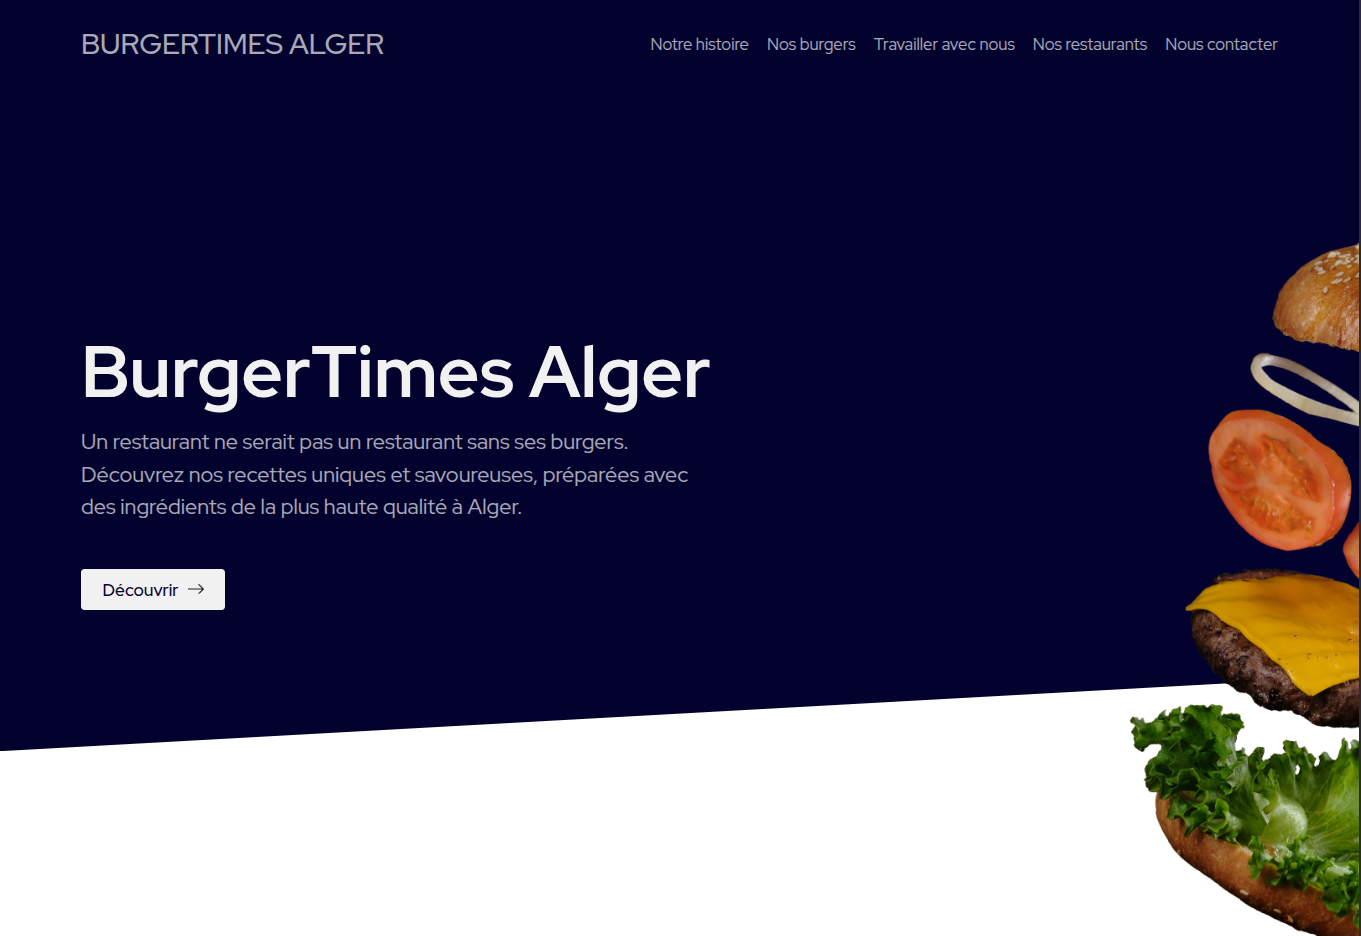 BURGERTIMES ALGER
Notre histoire Nos burgers Travailler avec nous Nos restaurants Nous contacter
BurgerTimes Alger
Un restaurant ne serait pas un restaurant sans ses burgers.
Découvrez nos recettes uniques et savoureuses, préparées avec
des ingrédients de la plus haute qualité à Alger.
Découvrir